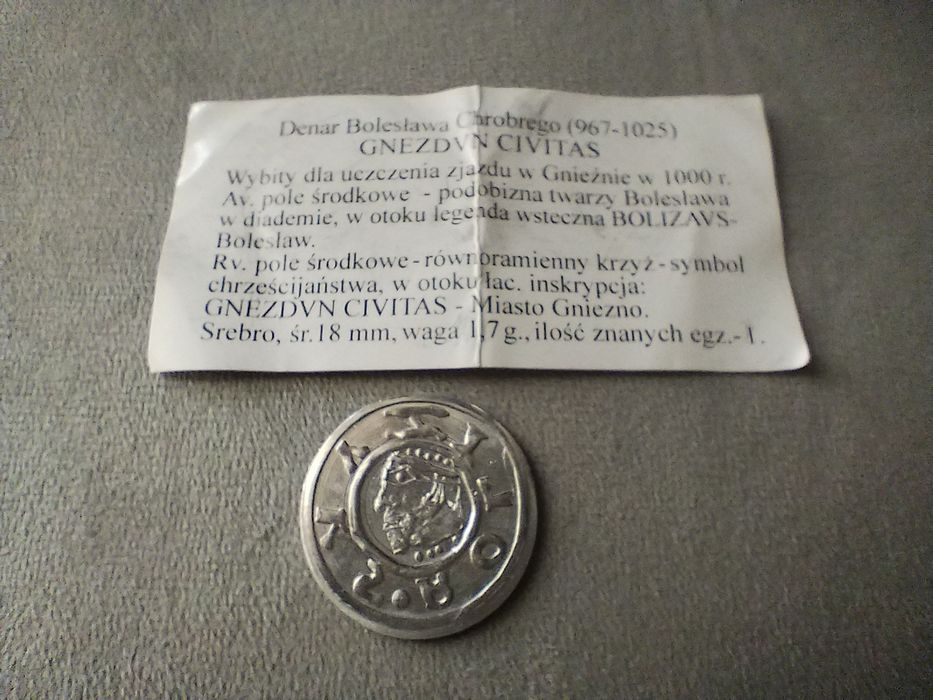 Denar Bolesława Chrobrego (967-1025)
GNEZDVN CIVITAS
Wybity dla uczczenia zjazdu w Gnieźnie w 1000 r.
Av. pole środkowe - podobizna twarzy Bolesława
w diademie, w otoku legenda wsteczna BOLIZAVS-
Bolesław.
Rv. pole środkowe - równoramienny krzyż - symbol
chrześcijaństwa, w otoku łac. inskrypcja:
GNEZDVN CIVITAS - Miasto Gniezno.
Srebro, śr. 18 mm, waga 1,7 g., ilość znanych egz.- 1.